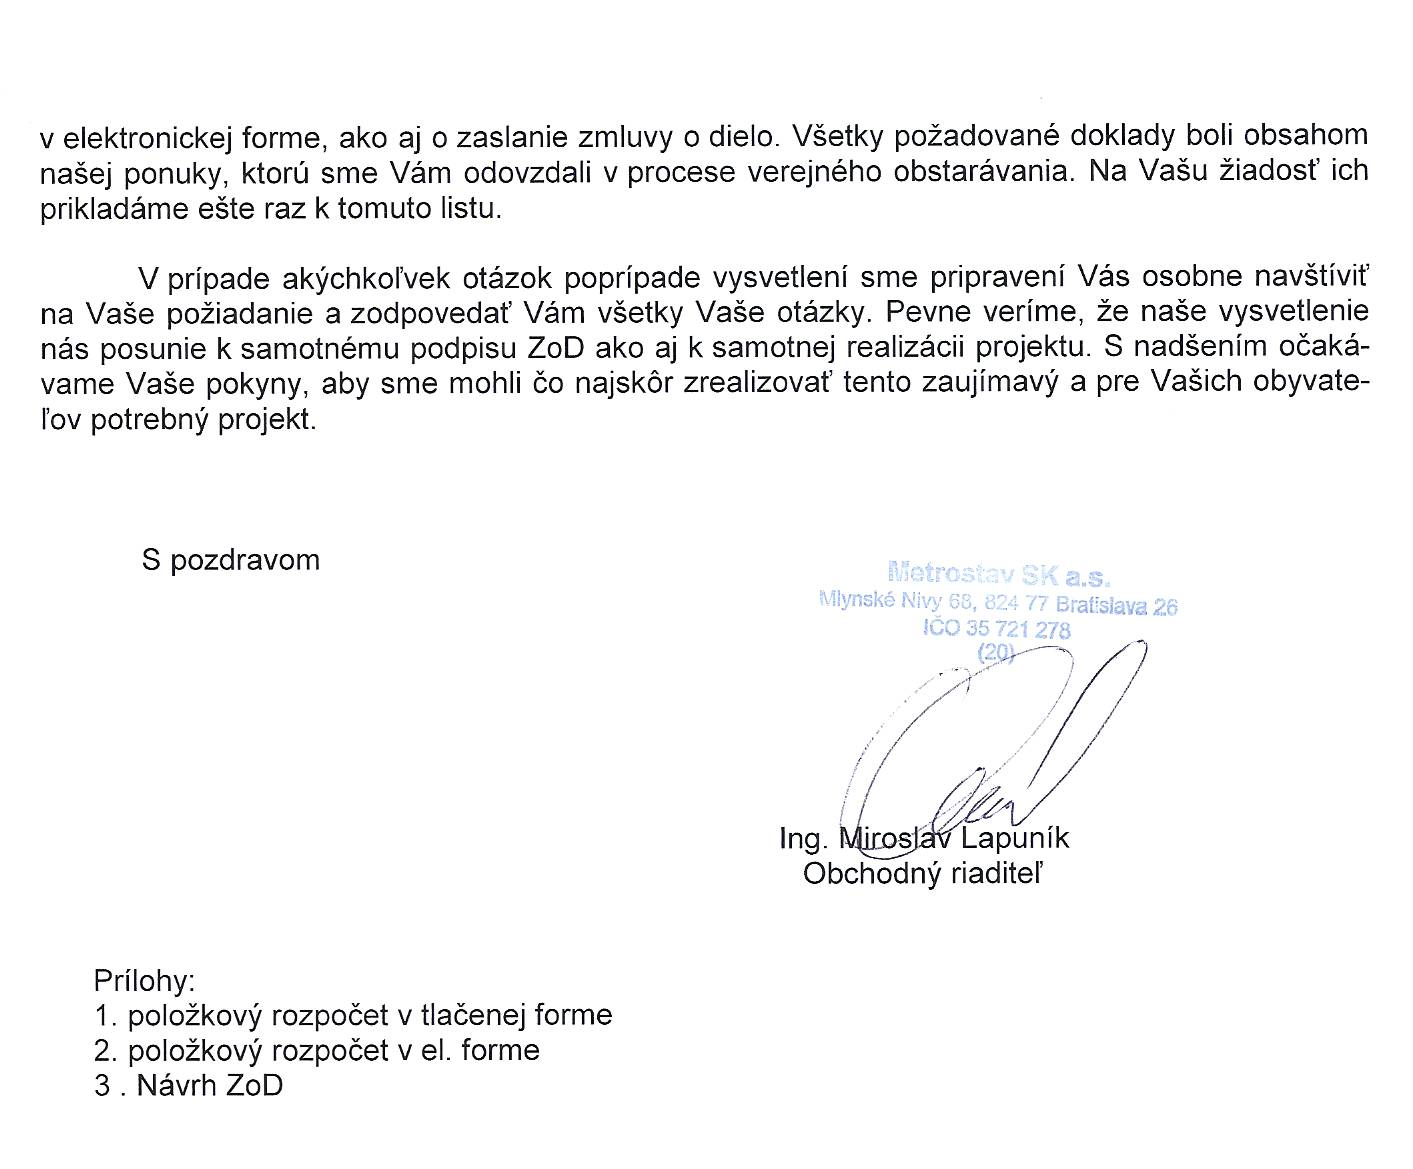 v elektronickej forme, ako aj o zaslanie zmluvy o dielo. Všetky požadované doklady boli obsahom
našej ponuky, ktorú sme Vám odovzdali v procese verejného obstarávania. Na Vašu žiadosť ich
prikladáme ešte raz k tomuto listu.
V prípade akýchkoľvek otázok poprípade vysvetlení sme pripravení Vás osobne navštíviť
na Vaše požiadanie a zodpovedať Vám všetky Vaše otázky. Pevne veríme, že naše vysvetlenie
nás posunie k samotnému podpisu ZoD ako aj k samotnej realizácii projektu. S nadšením očaká-
vame Vaše pokyny, aby sme mohli čo najskôr zrealizovať tento zaujímavý a pre Vašich obyvate-
ľov potrebný projekt.
S pozdravom
Metrostav SK a.s.
Mlynské Nivy 68, 824 77 Bratislava 26
IČO 35 721 278
(20)
Ing. Miroslav Lapuník
Obchodný riaditeľ
Prílohy:
1. položkový rozpočet v tlačenej forme
2. položkový rozpočet v el. forme
3 . Návrh ZoD